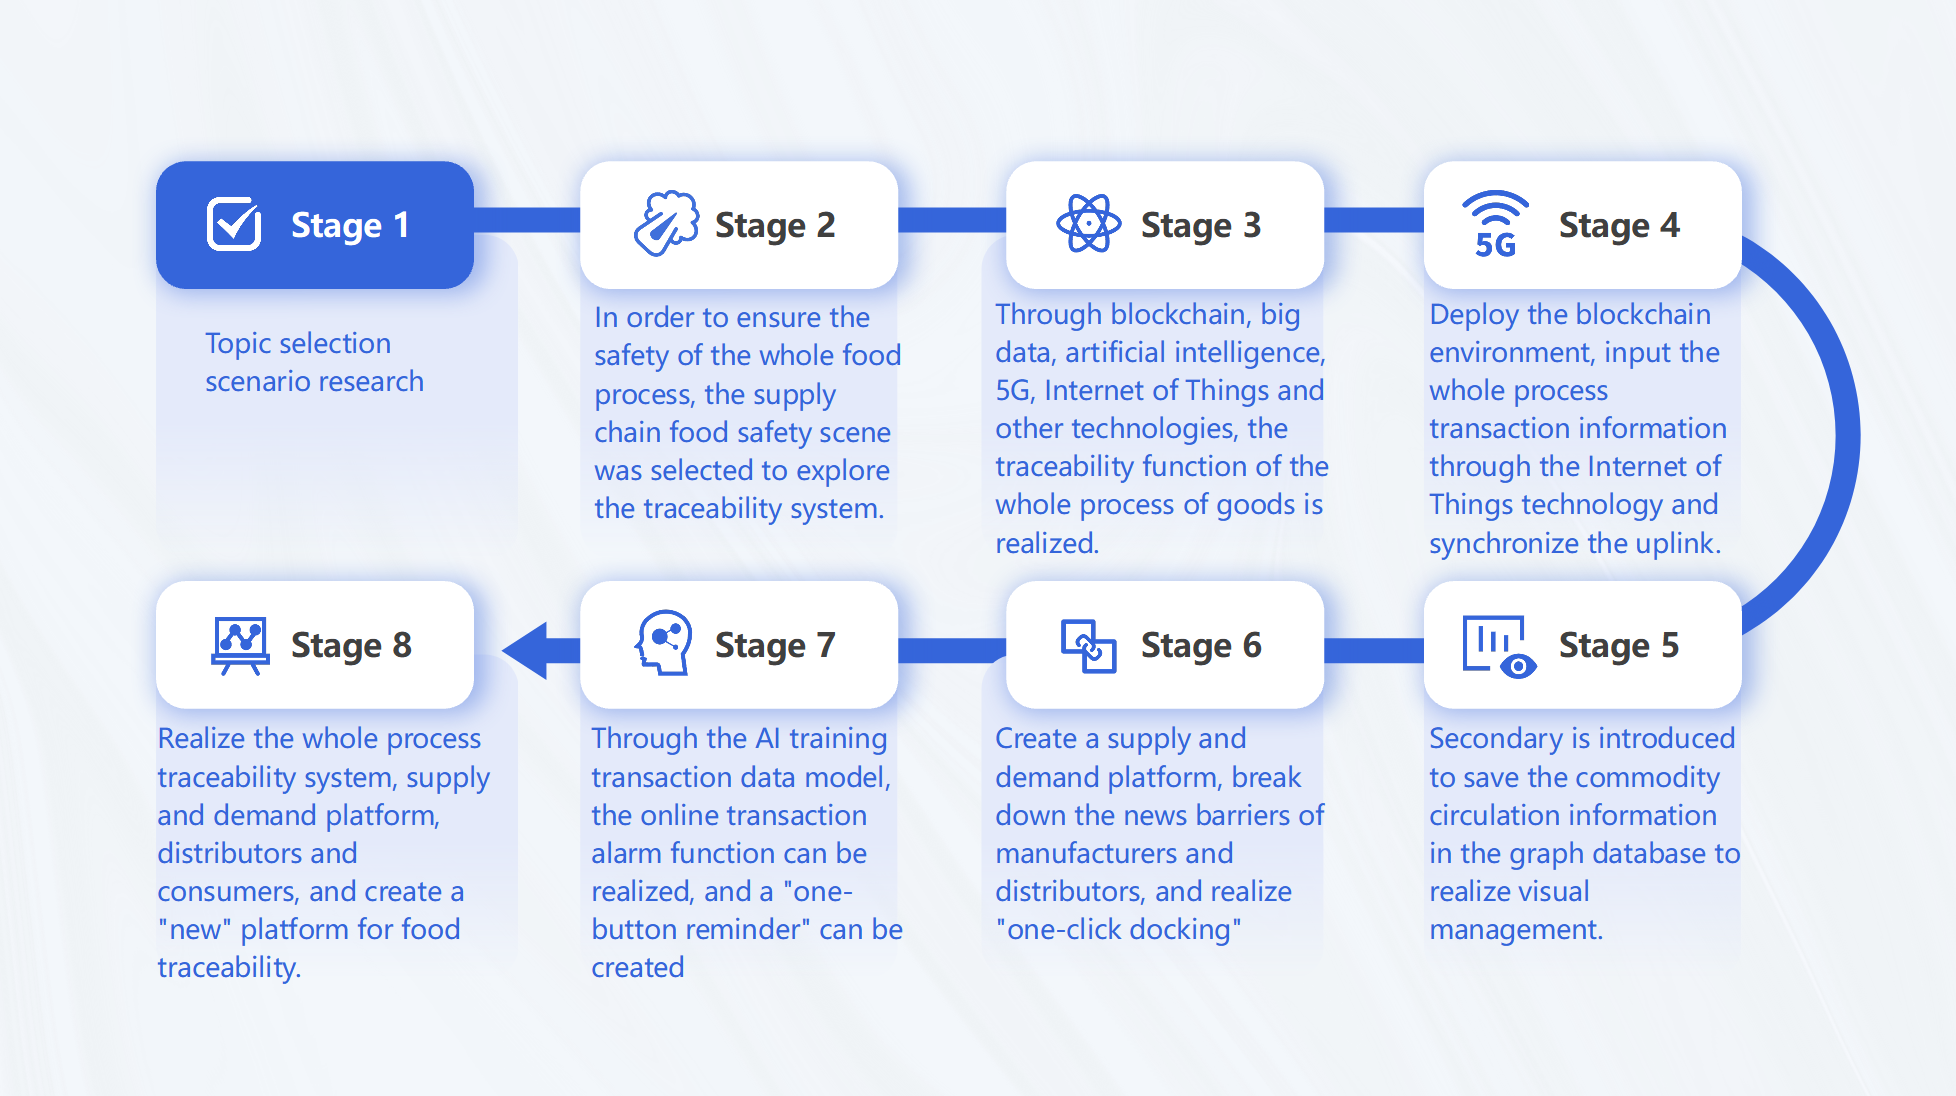 Stage 1
Topic selection
scenario research
Stage 2
In order to ensure the
safety of the whole food
process, the supply
chain food safety scene
was selected to explore
the traceability system.
Stage 3
Through blockchain, big
data, artificial intelligence,
5G, Internet of Things and
other technologies, the
traceability function of the
whole process of goods is
realized.
5G
Stage 4
Deploy the blockchain
environment, input the
whole process
transaction information
through the Internet of
Things technology and
synchronize the uplink.
Stage 5
Secondary is introduced
to save the commodity
circulation information
in the graph database to
realize visual
management.
Stage 6
Create a supply and
demand platform, break
down the news barriers of
manufacturers and
distributors, and realize
"one-click docking"
Stage 7
Through the AI training
transaction data model,
the online transaction
alarm function can be
realized, and a "one-
button reminder" can be
created
Stage 8
Realize the whole process
traceability system, supply
and demand platform,
distributors and
consumers, and create a
"new" platform for food
traceability.